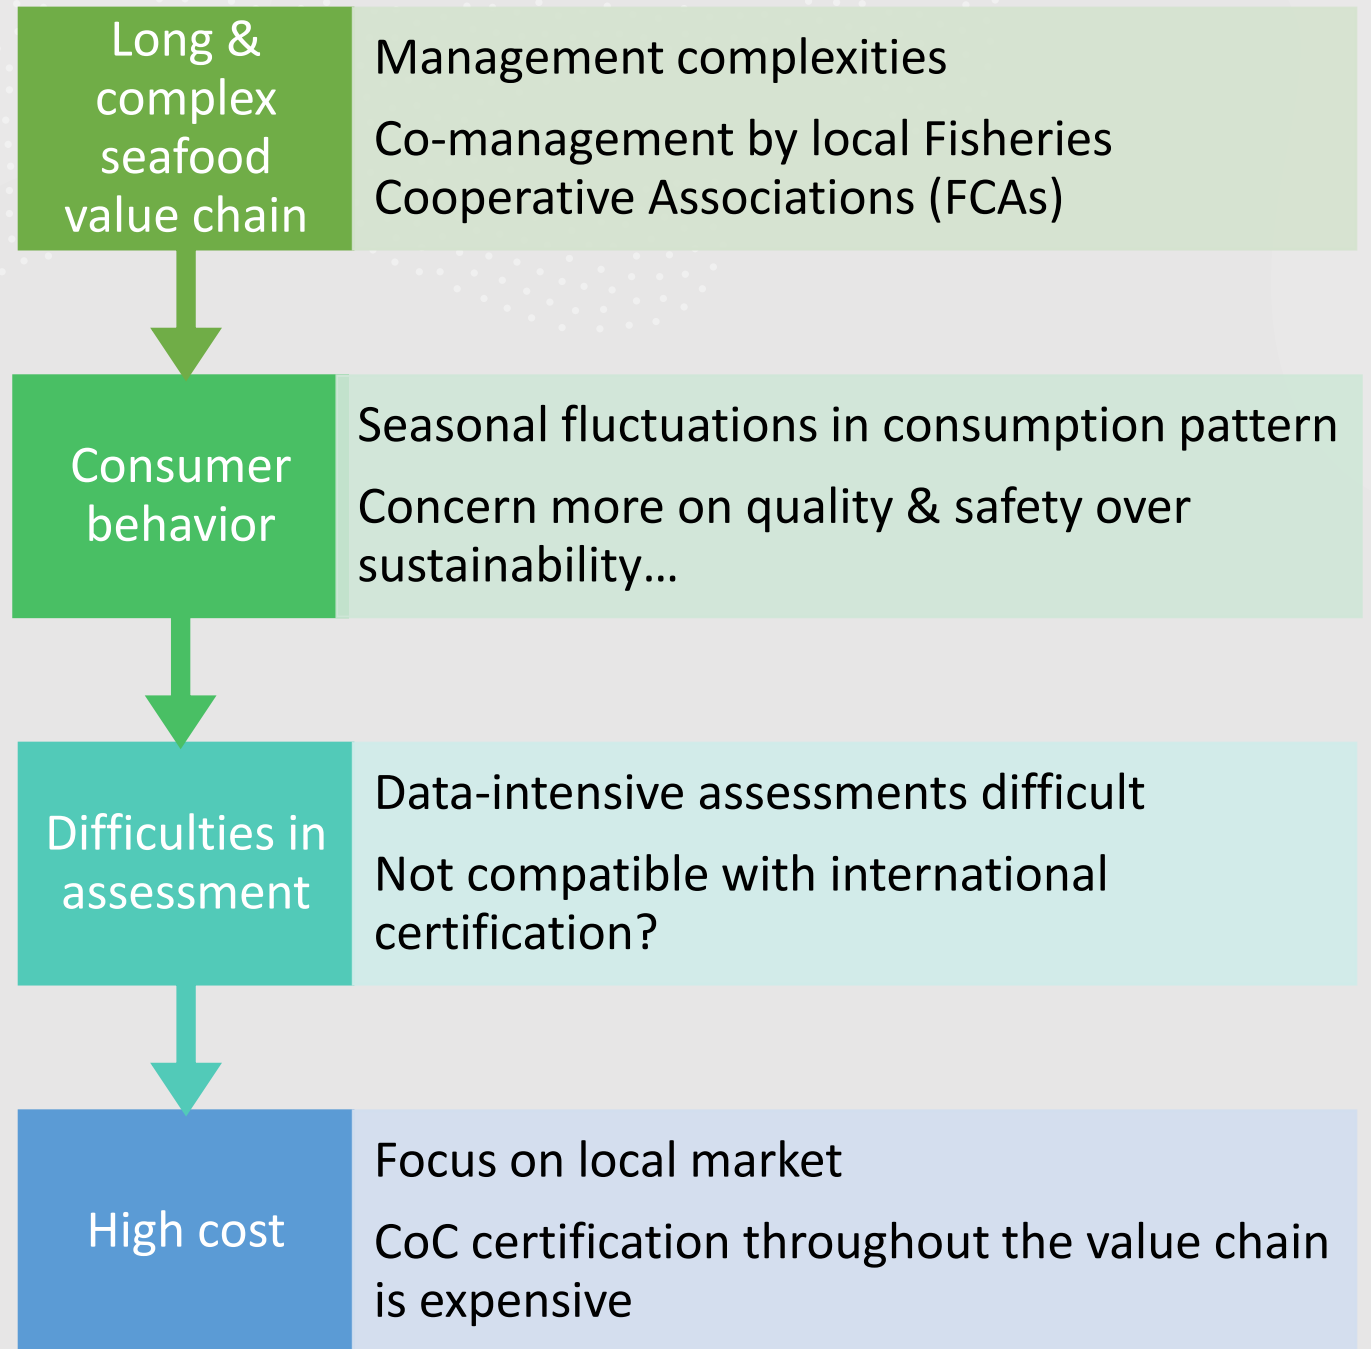 Long &
complex
seafood
value chain
Management complexities
Co-management by local Fisheries
Cooperative Associations (FCAs)
Consumer
behavior
Seasonal fluctuations in consumption pattern
Concern more on quality & safety over
sustainability…
Difficulties in
assessment
Data-intensive assessments difficult
Not compatible with international
certification?
High cost
Focus on local market
CoC certification throughout the value chain
is expensive